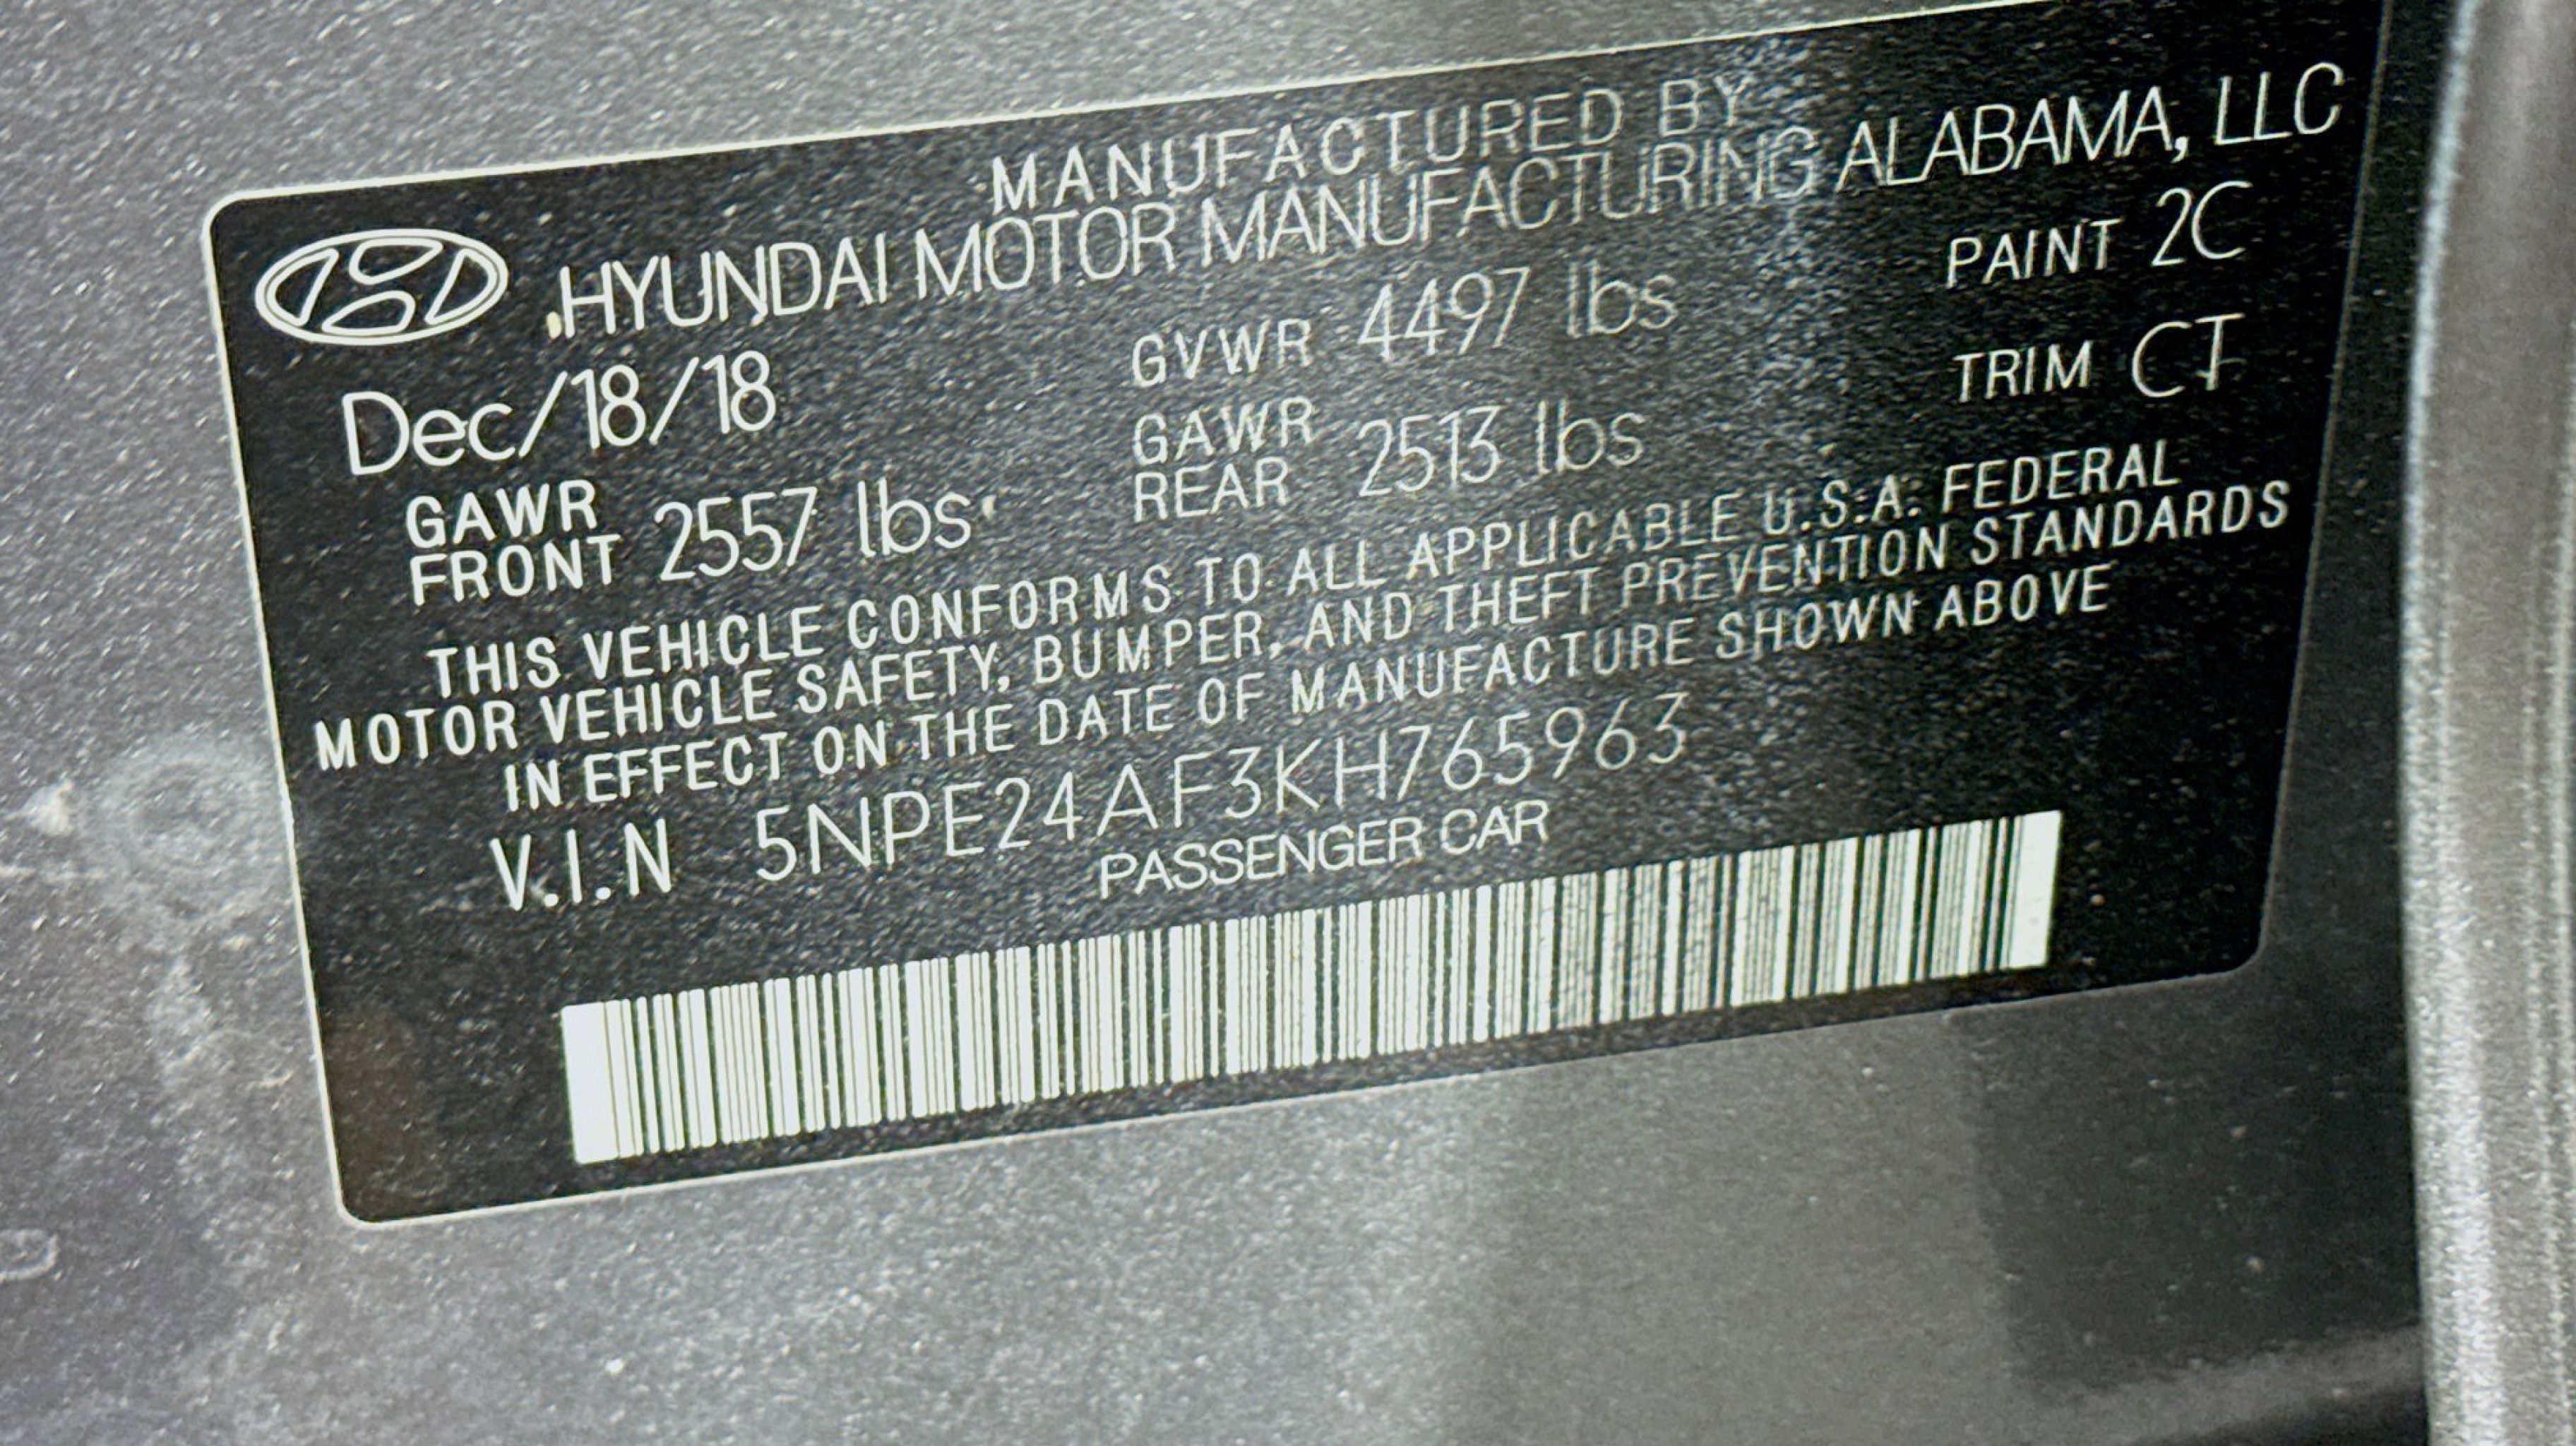 MANUFACTURED BY
HYUNDAI MOTOR MANUFACTURING ALABAMA, LLC
Dec/18/18 GVWR 4497 lbs PAINT 2C
GAWR FRONT 2557 lbs GAWR REAR 2513 lbs TRIM CT
THIS VEHICLE CONFORMS TO ALL APPLICABLE U.S.A. FEDERAL
MOTOR VEHICLE SAFETY, BUMPER, AND THEFT PREVENTION STANDARDS
IN EFFECT ON THE DATE OF MANUFACTURE SHOWN ABOVE
V.I.N 5NPE24AF3KH765963
PASSENGER CAR